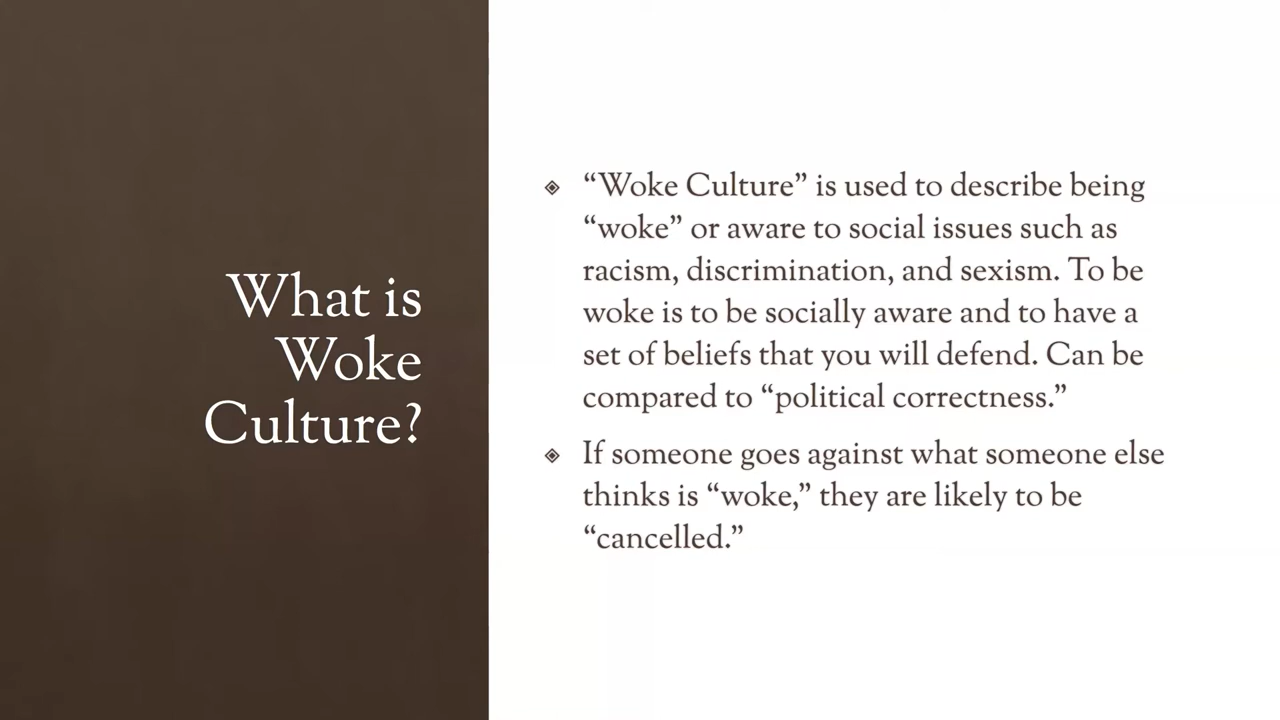 What is
Woke
Culture?
“Woke Culture” is used to describe being
“woke” or aware to social issues such as
racism, discrimination, and sexism. To be
woke is to be socially aware and to have a
set of beliefs that you will defend. Can be
compared to “political correctness.”
If someone goes against what someone else
thinks is “woke,” they are likely to be
“cancelled.”